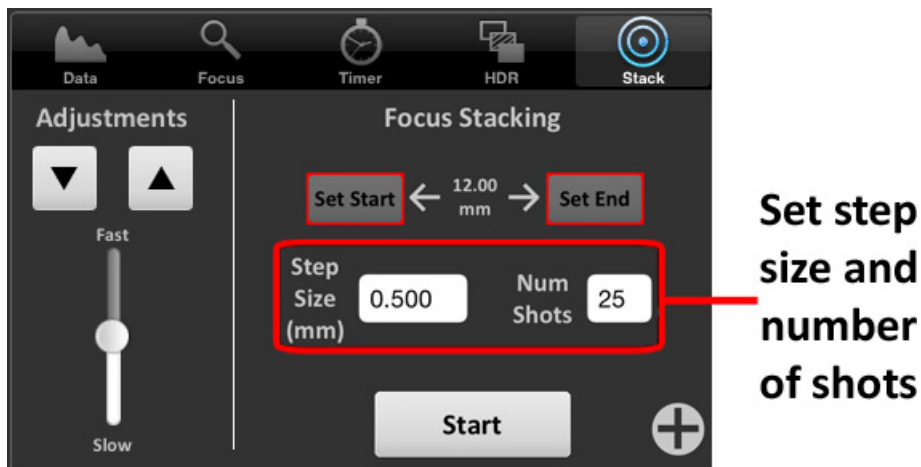 Data Focus Timer HDR Stack
Adjustments
Fast
Slow
Focus Stacking
Set Start
12.00
mm
Set End
Step
Size
(mm)
0.500
Num
Shots
25
Start
Set step
size and
number
of shots